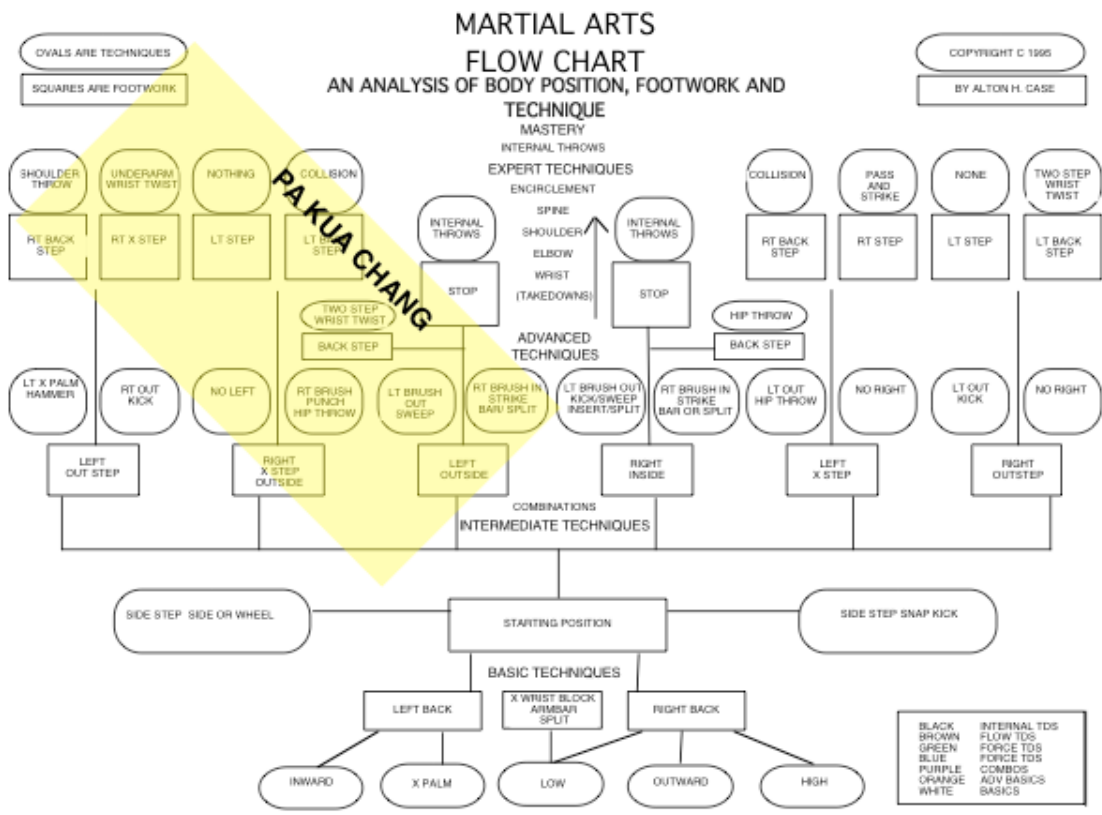 MARTIAL ARTS
FLOW CHART
AN ANALYSIS OF BODY POSITION, FOOTWORK AND
TECHNIQUE
OVALS ARE TECHNIQUES
SQUARES ARE FOOTWORK
COPYRIGHT C 1995
BY ALTON H. CASE
MASTERY
INTERNAL THROWS
EXPERT TECHNIQUES
ENCIRCLEMENT
SPINE
SHOULDER
ELBOW
WRIST
(TAKEDOWNS)
SHOULDER
THROW
UNDERARM
WRIST TWIST
NOTHING
COLLISION
RT BACK
STEP
RT X STEP
LT STEP
LT BACK
STEP
PA KUA CHANG
INTERNAL
THROWS
STOP
INTERNAL
THROWS
STOP
COLLISION
PASS
AND
STRIKE
NONE
TWO STEP
WRIST
TWIST
RT BACK
STEP
RT STEP
LT STEP
LT BACK
STEP
TWO STEP
WRIST TWIST
BACK STEP
HIP THROW
BACK STEP
ADVANCED
TECHNIQUES
LT X PALM
HAMMER
RT OUT
KICK
NO LEFT
RT BRUSH
PUNCH
HIP THROW
LT BRUSH
OUT
SWEEP
RT BRUSH IN
STRIKE
BAR/ SPLIT
LT BRUSH OUT
KICK/SWEEP
INSERT/SPLIT
RT BRUSH IN
STRIKE
BAR OR SPLIT
LT OUT
HIP THROW
NO RIGHT
LT OUT
KICK
NO RIGHT
LEFT
OUT STEP
RIGHT
X STEP
OUTSIDE
LEFT
OUTSIDE
RIGHT
INSIDE
LEFT
X STEP
RIGHT
OUTSTEP
COMBINATIONS
INTERMEDIATE TECHNIQUES
SIDE STEP SIDE OR WHEEL
STARTING POSITION
SIDE STEP SNAP KICK
BASIC TECHNIQUES
LEFT BACK
X WRIST BLOCK
ARMBAR
SPLIT
RIGHT BACK
INWARD
X PALM
LOW
OUTWARD
HIGH
BLACK INTERNAL TDS
BROWN FLOW TDS
GREEN FORCE TDS
BLUE FORCE TDS
PURPLE COMBOS
ORANGE ADV BASICS
WHITE BASICS